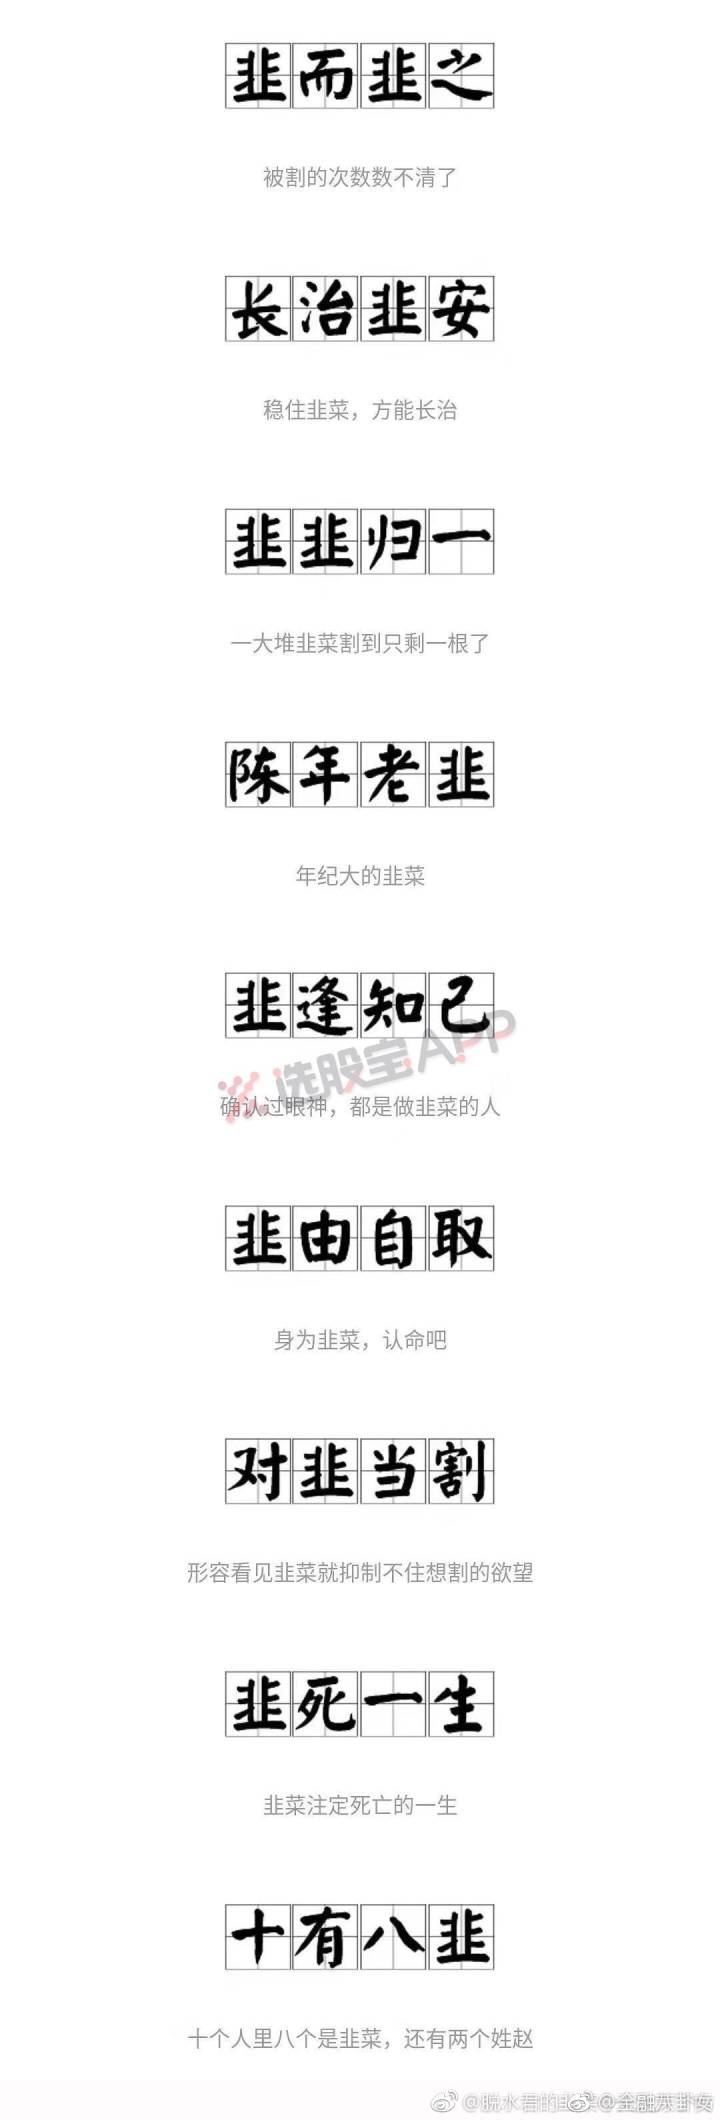 韭而韭之
被割的次数数不清了
长治韭安
稳住韭菜，方能长治
韭韭归一
一大堆韭菜割到只剩一根了
陈年老韭
年纪大的韭菜
韭逢知己
选股宝APP
确认过眼神，都是做韭菜的人
韭由自取
身为韭菜，认命吧
对韭当割
形容看见韭菜就抑制不住想割的欲望
韭死一生
韭菜注定死亡的一生
十有八韭
十个人里八个是韭菜，还有两个姓赵
@脱水君的韭菜 @金融八卦女